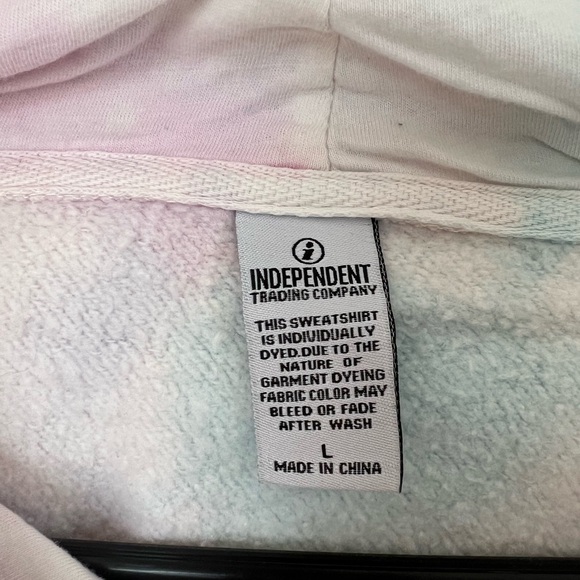 i
INDEPENDENT
TRADING COMPANY
THIS SWEATSHIRT
IS INDIVIDUALLY
DYED.DUE TO THE
NATURE OF
GARMENT DYEING
FABRIC COLOR MAY
BLEED OR FADE
AFTER WASH
L
MADE IN CHINA